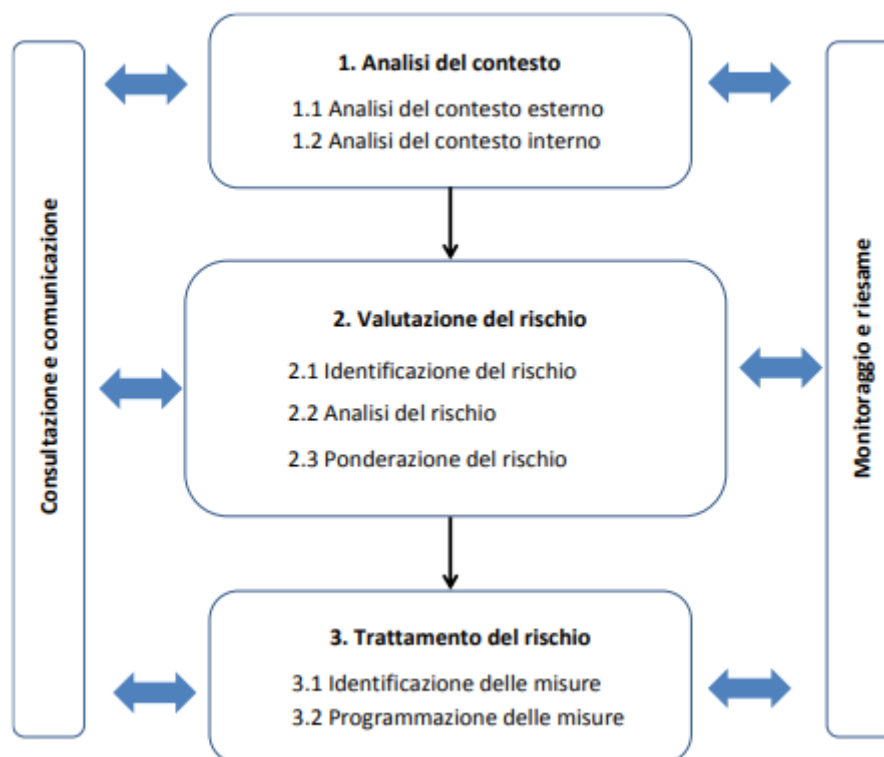 Consultazione e comunicazione
1. Analisi del contesto
1.1 Analisi del contesto esterno
1.2 Analisi del contesto interno
2. Valutazione del rischio
2.1 Identificazione del rischio
2.2 Analisi del rischio
2.3 Ponderazione del rischio
3. Trattamento del rischio
3.1 Identificazione delle misure
3.2 Programmazione delle misure
Monitoraggio e riesame